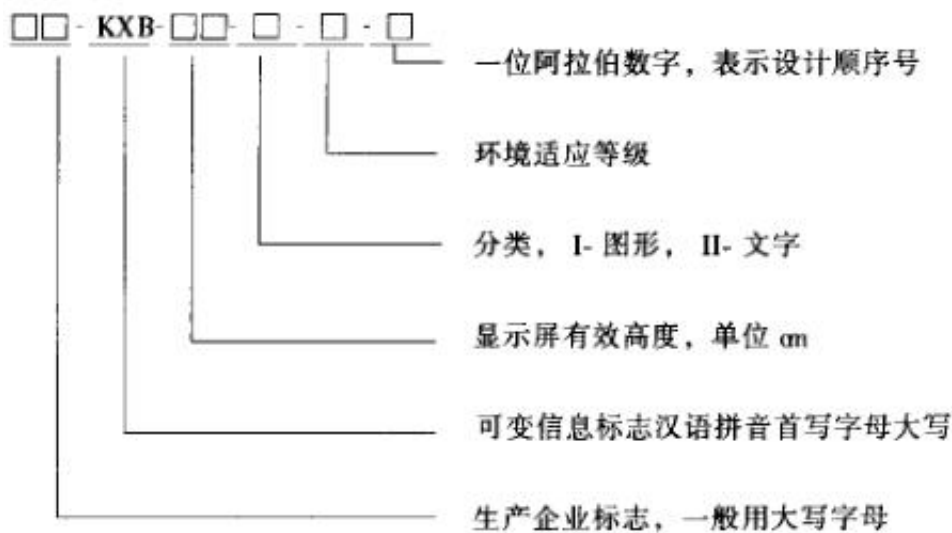 □□-KXB-□□-□-□-□
一位阿拉伯数字，表示设计顺序号
环境适应等级
分类，I-图形，II-文字
显示屏有效高度，单位 cm
可变信息标志汉语拼音首写字母大写
生产企业标志，一般用大写字母